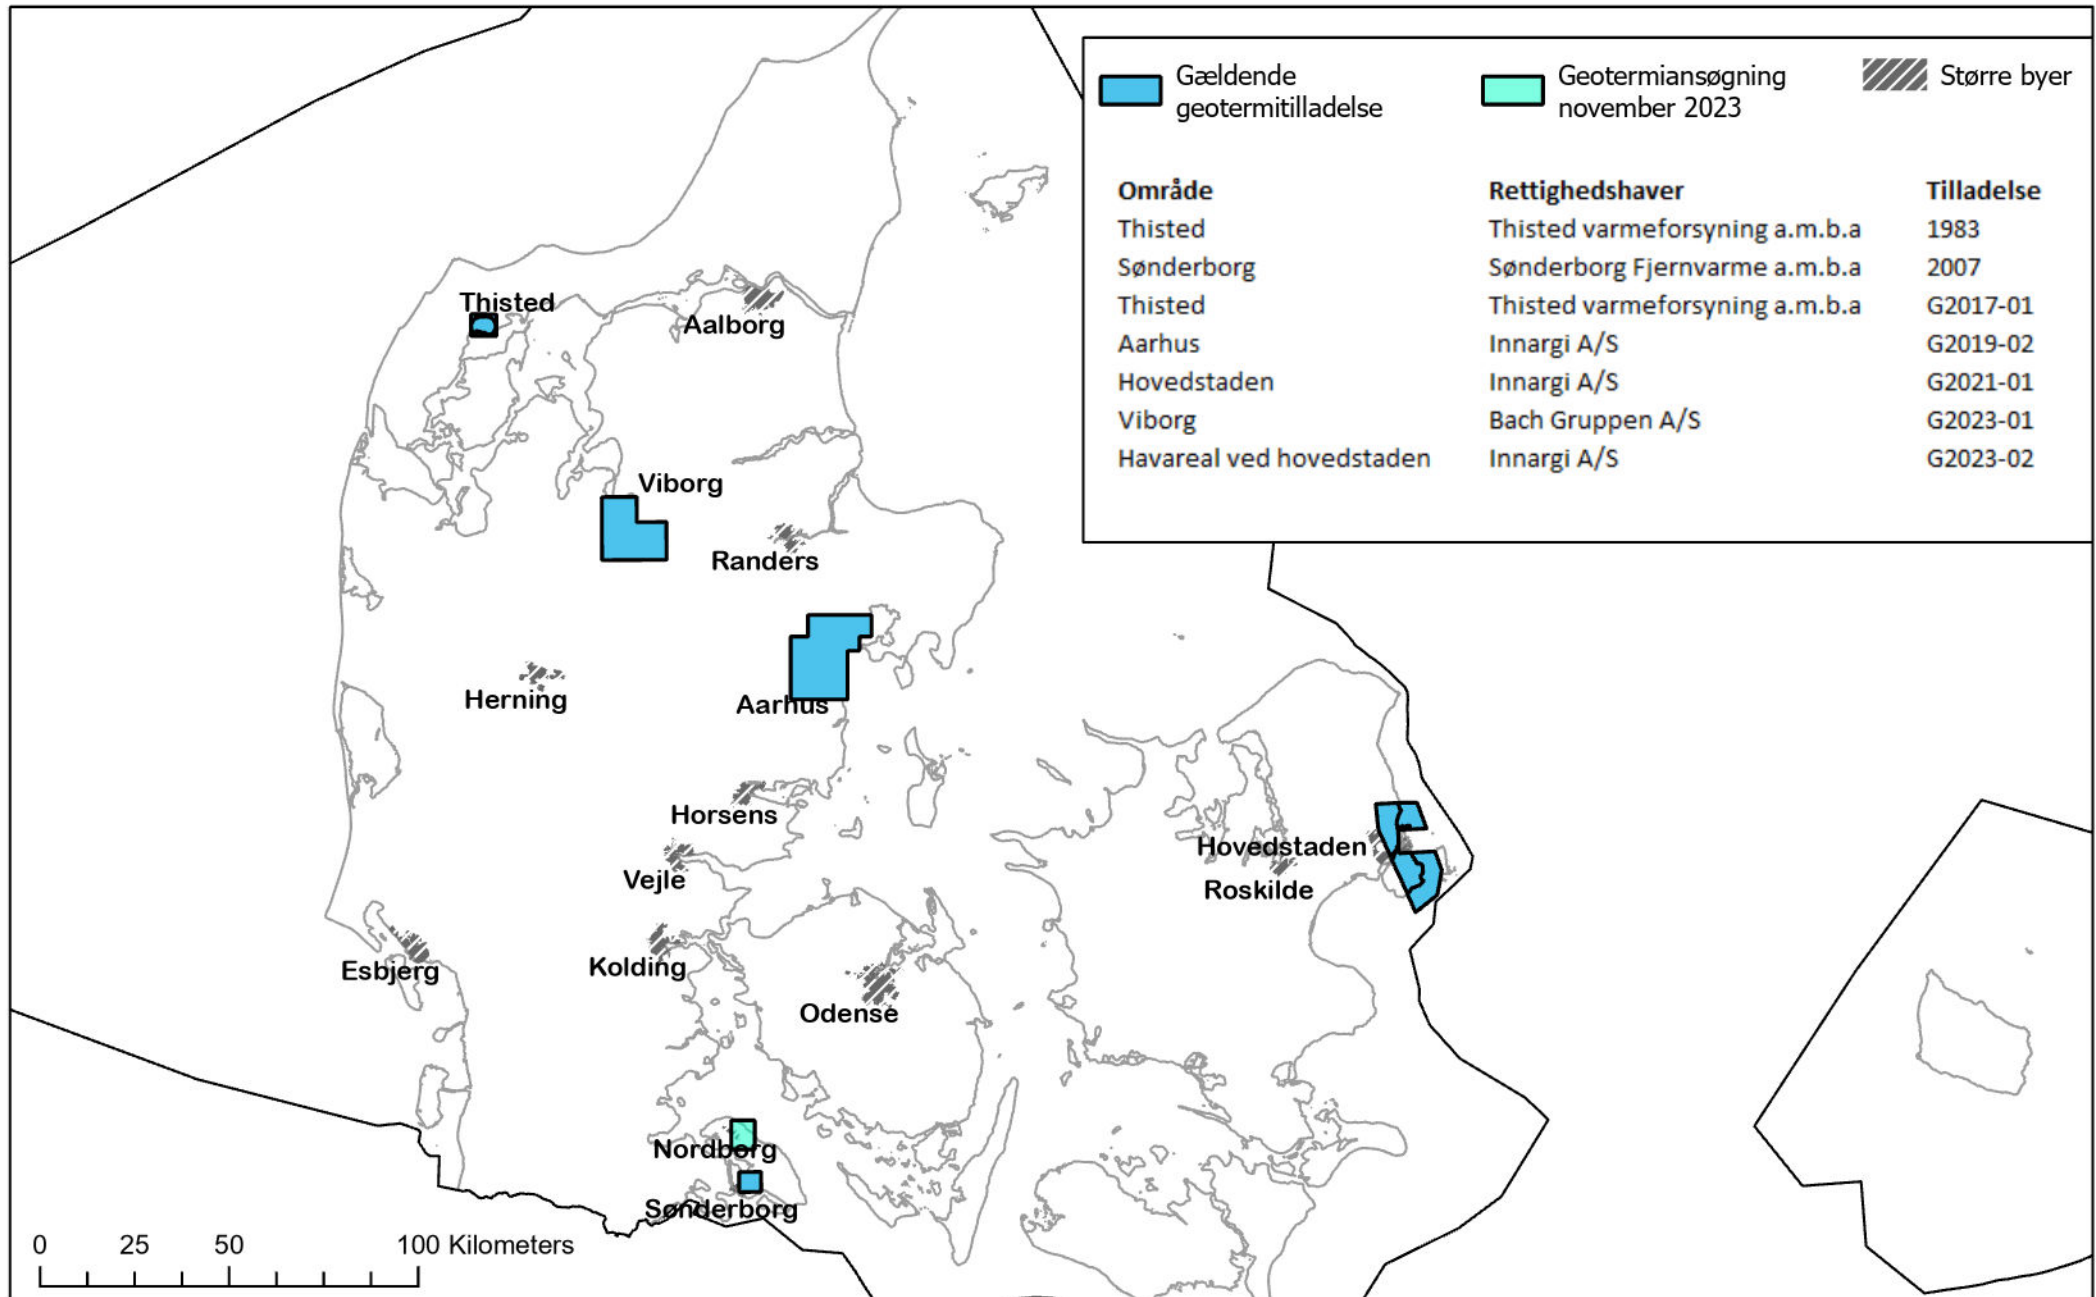 Gældende
geotermitilladelse
Geotermiansøgning
november 2023
Større byer
Område Rettighedshaver Tilladelse
Thisted Thisted varmeforsyning a.m.b.a 1983
Sønderborg Sønderborg Fjernvarme a.m.b.a 2007
Thisted Thisted varmeforsyning a.m.b.a G2017-01
Aarhus Innargi A/S G2019-02
Hovedstaden Innargi A/S G2021-01
Viborg Bach Gruppen A/S G2023-01
Havareal ved hovedstaden Innargi A/S G2023-02
Thisted
Aalborg
Viborg
Randers
Herning
Aarhus
Horsens
Hovedstaden
Vejle
Roskilde
Kolding
Esbjerg
Odense
Nordborg
Sønderborg
0 25 50 100 Kilometers